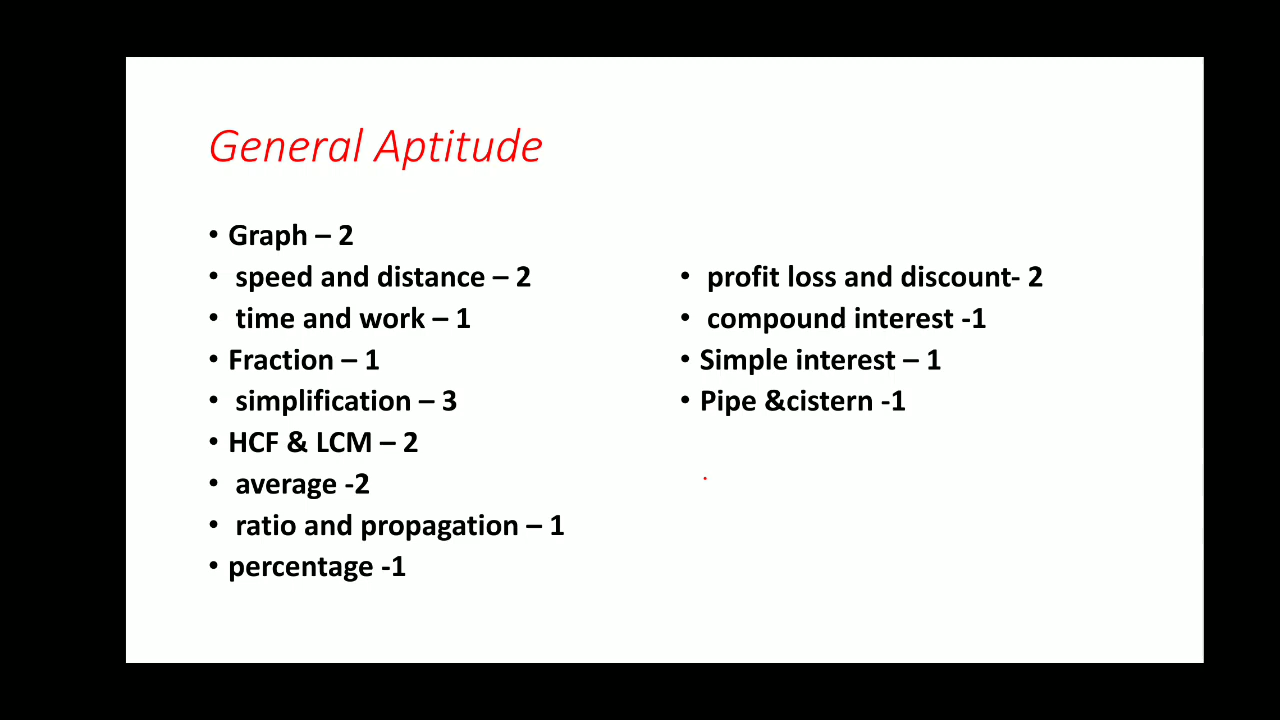 General Aptitude
• Graph – 2
• speed and distance – 2
• time and work – 1
• Fraction – 1
• simplification – 3
• HCF & LCM – 2
• average -2
• ratio and propagation – 1
• percentage -1
• profit loss and discount- 2
• compound interest -1
• Simple interest – 1
• Pipe &cistern -1